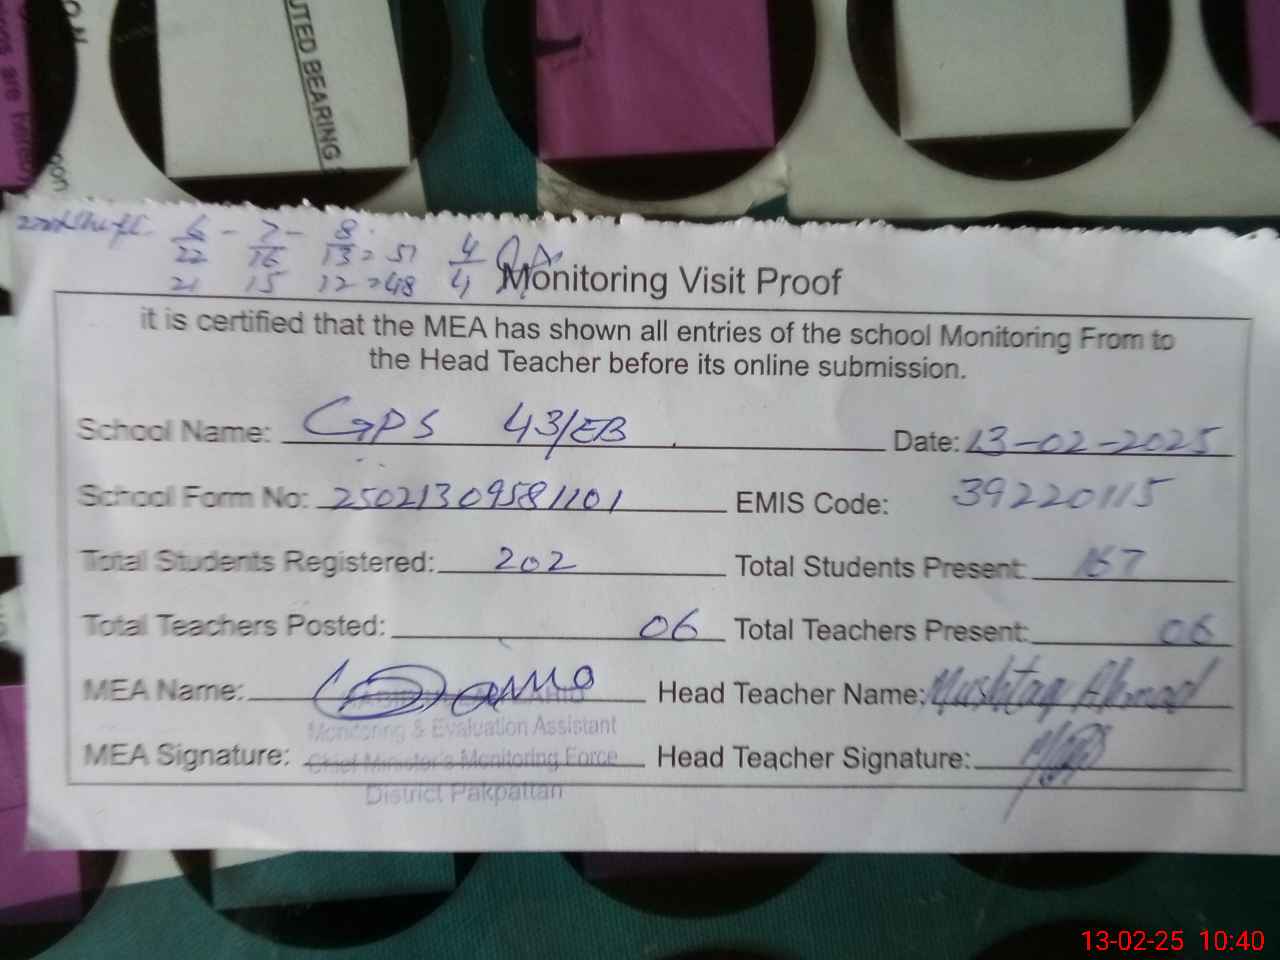 UTED BEARING
2nd Shift 6/22 - 7/16 - 8/13 = 51 4/4
21 15 12 = 48
Monitoring Visit Proof
it is certified that the MEA has shown all entries of the school Monitoring From to
the Head Teacher before its online submission.
School Name: GPS 43/EB Date: 13-02-2025
School Form No: 25021309581101 EMIS Code: 39220115
Total Students Registered: 202 Total Students Present: 167
Total Teachers Posted: 06 Total Teachers Present: 06
MEA Name: Head Teacher Name: Mushtaq Ahmad
Monitoring & Evaluation Assistant
MEA Signature: Chief Minister's Monitoring Force Head Teacher Signature:
District Pakpattan
13-02-25 10:40